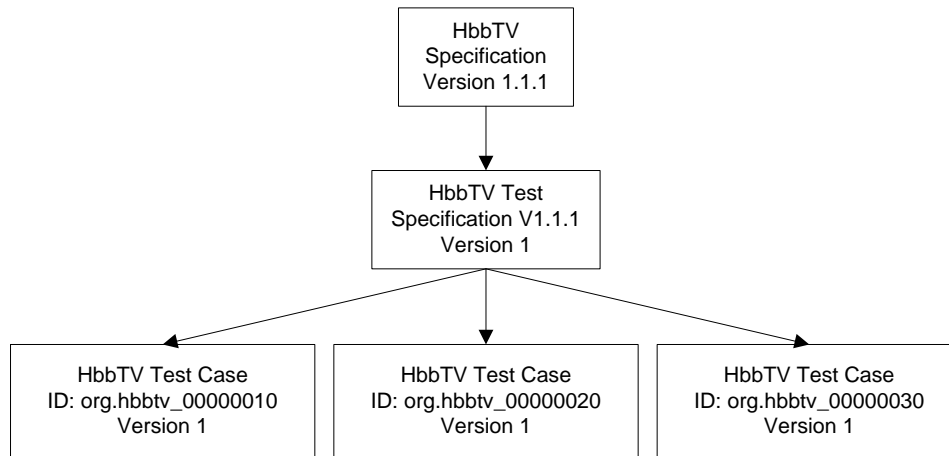 HbbTV
Specification
Version 1.1.1
HbbTV Test
Specification V1.1.1
Version 1
HbbTV Test Case
ID: org.hbbtv_00000010
Version 1
HbbTV Test Case
ID: org.hbbtv_00000020
Version 1
HbbTV Test Case
ID: org.hbbtv_00000030
Version 1